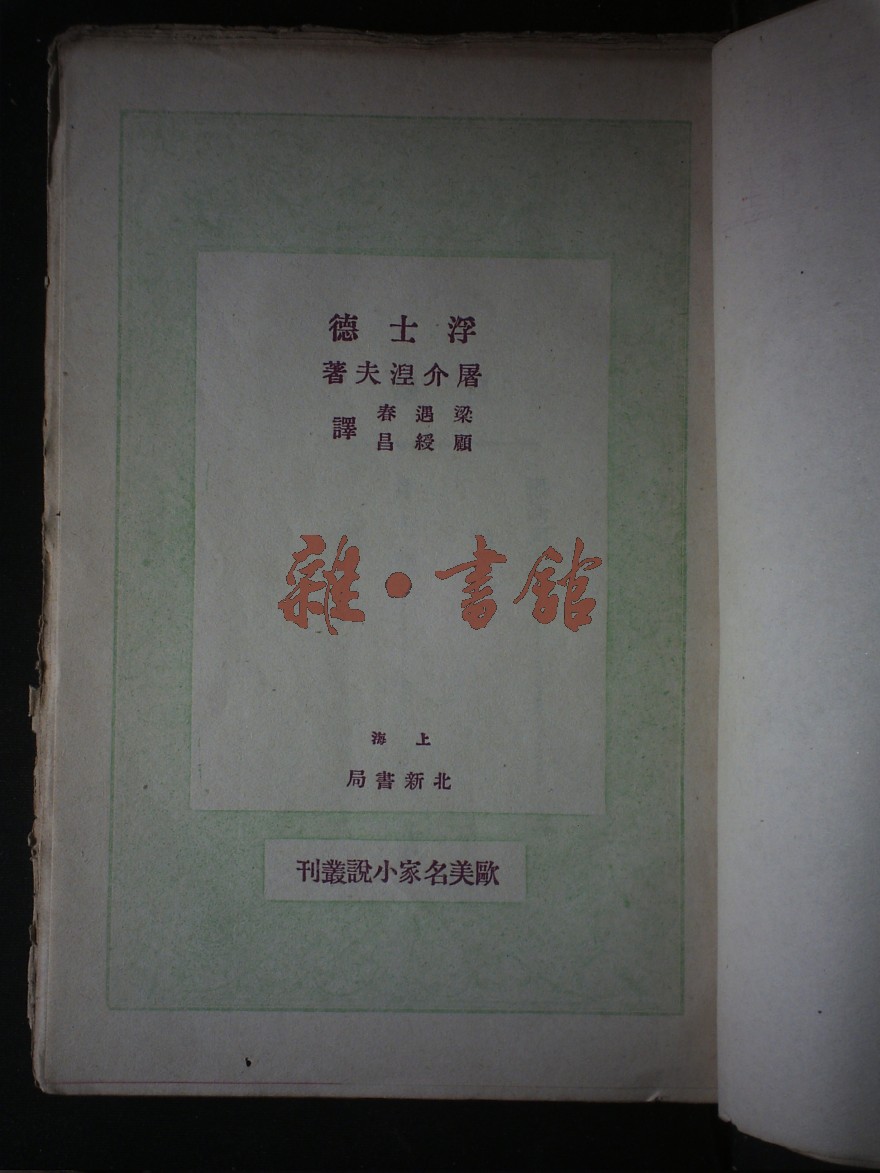 浮士德
屠介涅夫著
梁遇春
顧綬昌
譯
雜·書館
上海
北新書局
歐美名家小說叢刊